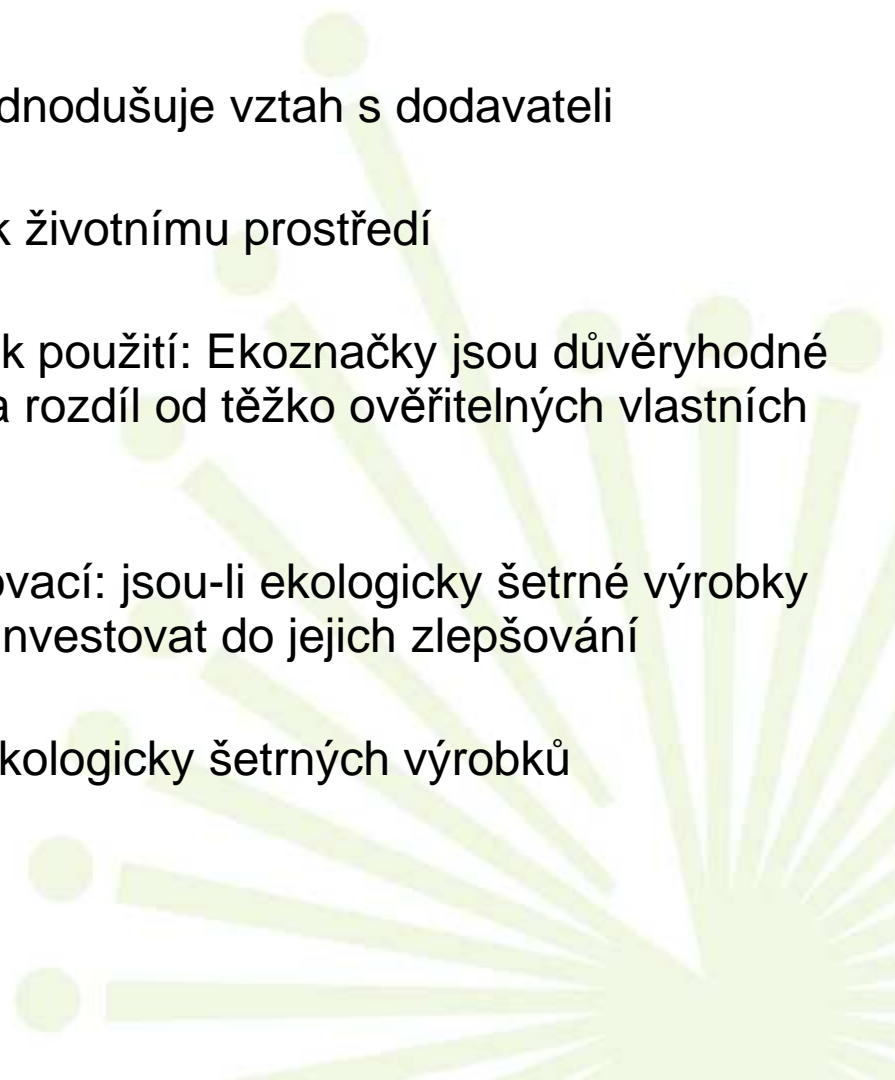 dnodušuje vztah s dodavateli
k životnímu prostředí
k použití: Ekoznačky jsou důvěryhodné
a rozdíl od těžko ověřitelných vlastních
ovací: jsou-li ekologicky šetrné výrobky
investovat do jejich zlepšování
kologicky šetrných výrobků